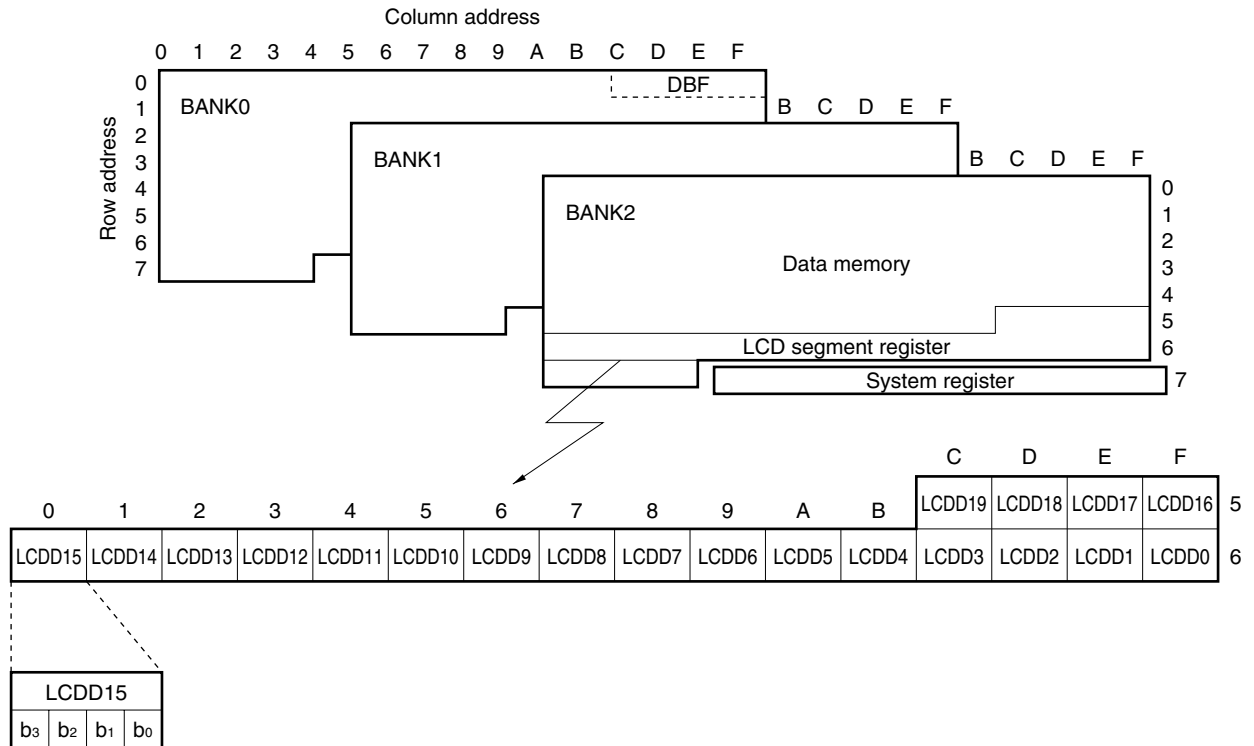 Column address
0 1 2 3 4 5 6 7 8 9 A B C D E F
Row address
0
1
2
3
4
5
6
7
BANK0
DBF
B C D E F
BANK1
B C D E F
BANK2
0
1
2
3
4
5
6
7
Data memory
LCD segment register
System register
C D E F
0 1 2 3 4 5 6 7 8 9 A B
LCDD19 LCDD18 LCDD17 LCDD16 5
LCDD15 LCDD14 LCDD13 LCDD12 LCDD11 LCDD10 LCDD9 LCDD8 LCDD7 LCDD6 LCDD5 LCDD4 LCDD3 LCDD2 LCDD1 LCDD0 6
LCDD15
b3 b2 b1 b0